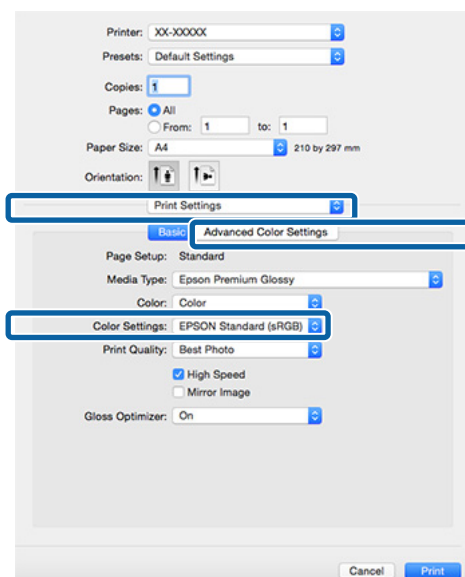 Printer: XX-XXXXX
Presets: Default Settings
Copies: 1
Pages: All
From: 1 to: 1
Paper Size: A4 210 by 297 mm
Orientation:
Print Settings
Basic Advanced Color Settings
Page Setup: Standard
Media Type: Epson Premium Glossy
Color: Color
Color Settings: EPSON Standard (sRGB)
Print Quality: Best Photo
High Speed
Mirror Image
Gloss Optimizer: On
Cancel Print